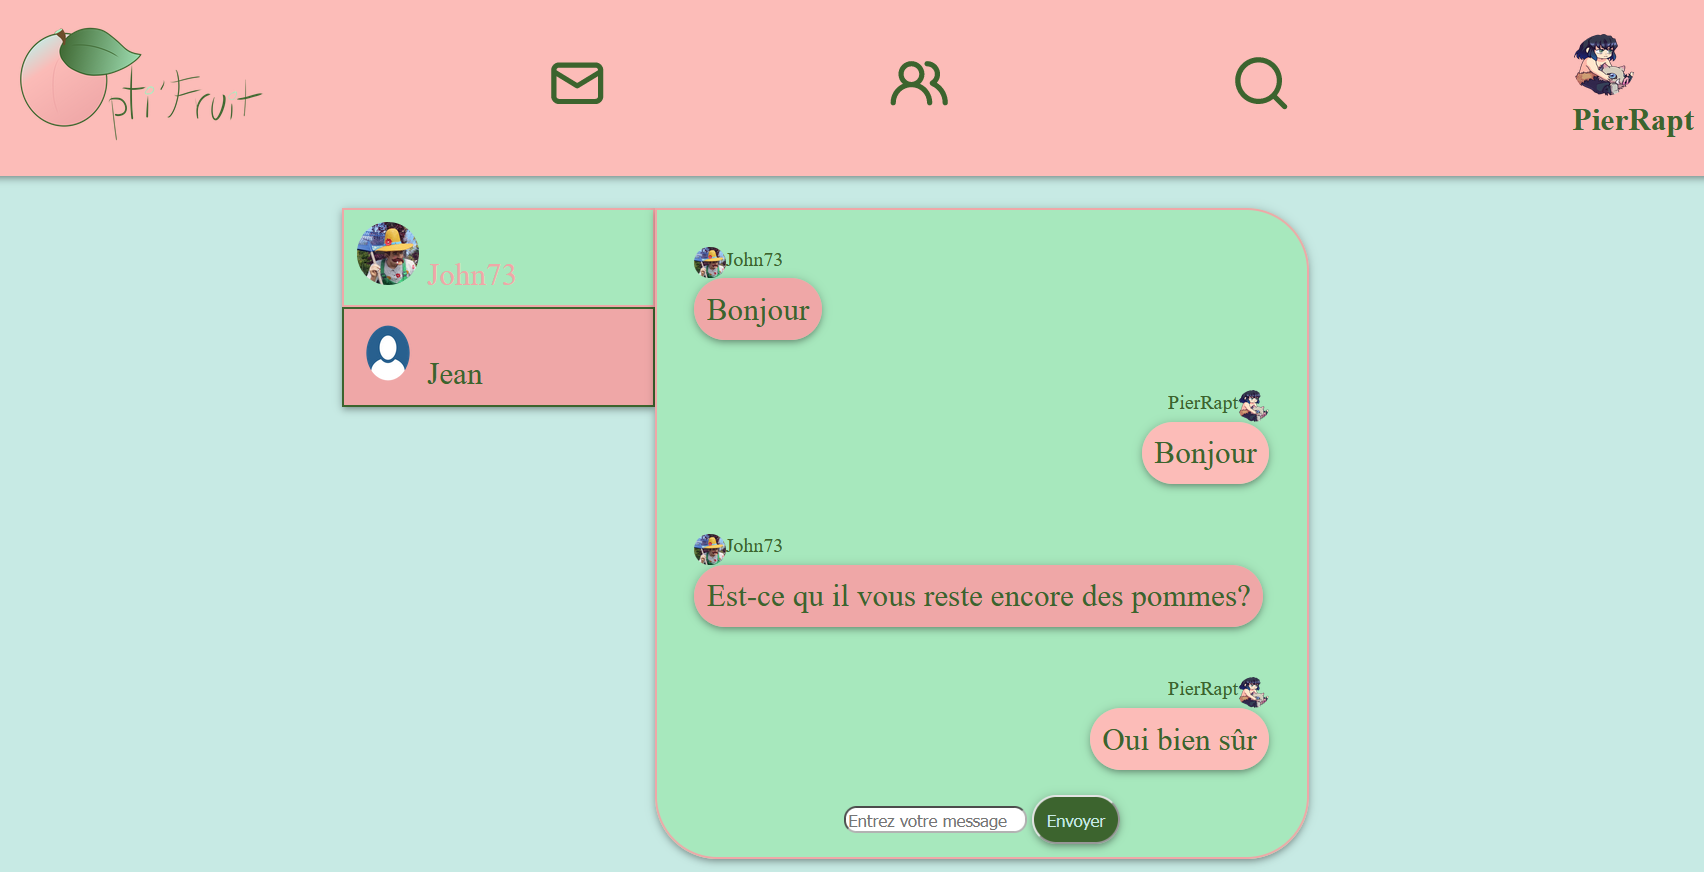 Opti'Fruit
PierRapt
John73
Jean
John73
Bonjour
PierRapt
Bonjour
John73
Est-ce qu il vous reste encore des pommes?
PierRapt
Oui bien sûr
Entrez votre message
Envoyer